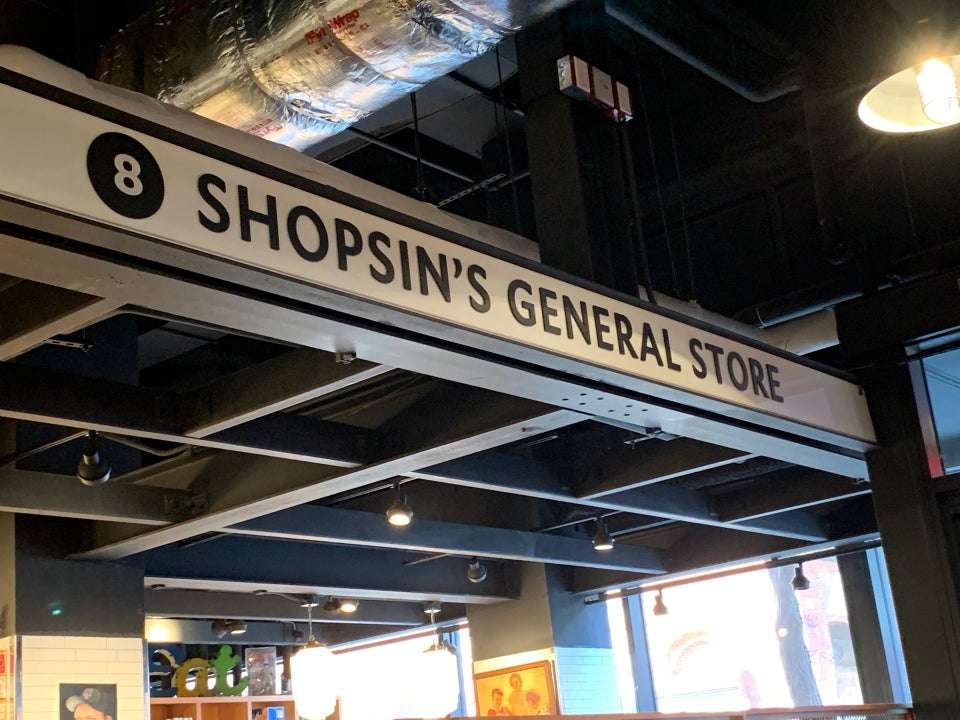 8 SHOPSIN'S GENERAL STORE
Eat